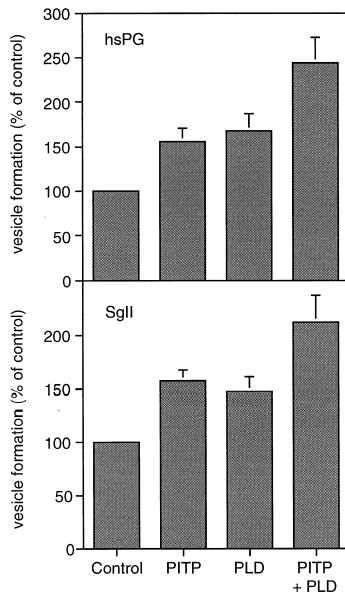 300
hsPG
250
200
150
100
50
0
vesicle formation (% of control)
SgII
200
150
100
50
0
vesicle formation (% of control)
Control PITP PLD PITP
+ PLD